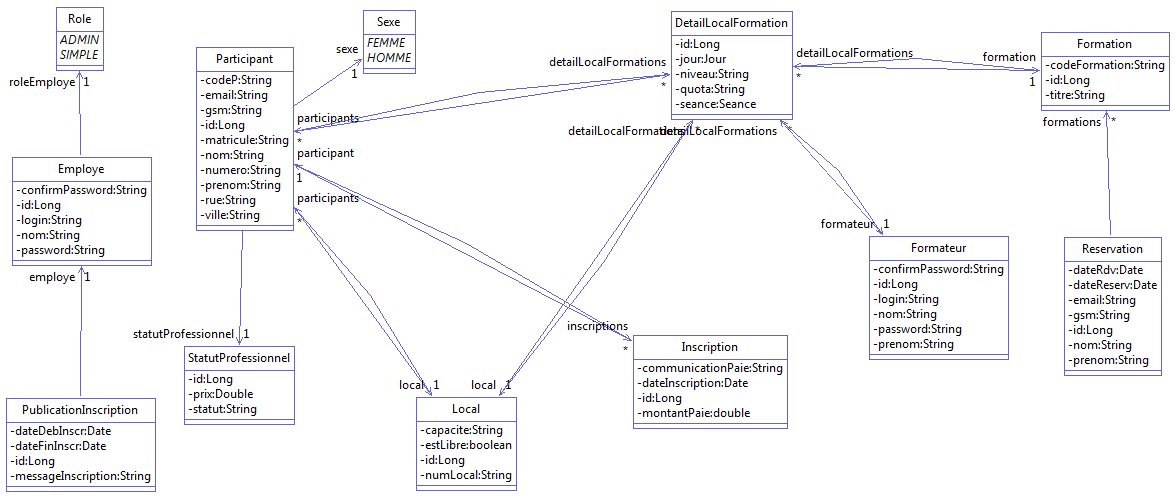 Role
ADMIN
SIMPLE
roleEmploye
1
Employe
-confirmPassword:String
-id:Long
-login:String
-nom:String
-password:String
employe
1
PublicationInscription
-dateDebInscr:Date
-dateFinInscr:Date
-id:Long
-messageInscription:String
Participant
-codeP:String
-email:String
-gsm:String
-id:Long
-matricule:String
-nom:String
-numero:String
-prenom:String
-rue:String
-ville:String
sexe
1
Sexe
FEMME
HOMME
participants
*
participant
1
participants
*
statutProfessionnel
1
StatutProfessionnel
-id:Long
-prix:Double
-statut:String
local
1
Local
-capacite:String
-estLibre:boolean
-id:Long
-numLocal:String
local
1
inscriptions
*
Inscription
-communicationPaie:String
-dateInscription:Date
-id:Long
-montantPaie:double
detailLocalFormations
*
DetailLocalFormation
-id:Long
-jour:Jour
-niveau:String
-quota:String
-seance:Seance
detailLocalFormations
*
detailLocalFormations
*
detailLocalFormations
*
formation
1
Formation
-codeFormation:String
-id:Long
-titre:String
formations
*
formateur
1
Formateur
-confirmPassword:String
-id:Long
-login:String
-nom:String
-password:String
-prenom:String
Reservation
-dateRdv:Date
-dateReserv:Date
-email:String
-gsm:String
-id:Long
-nom:String
-prenom:String